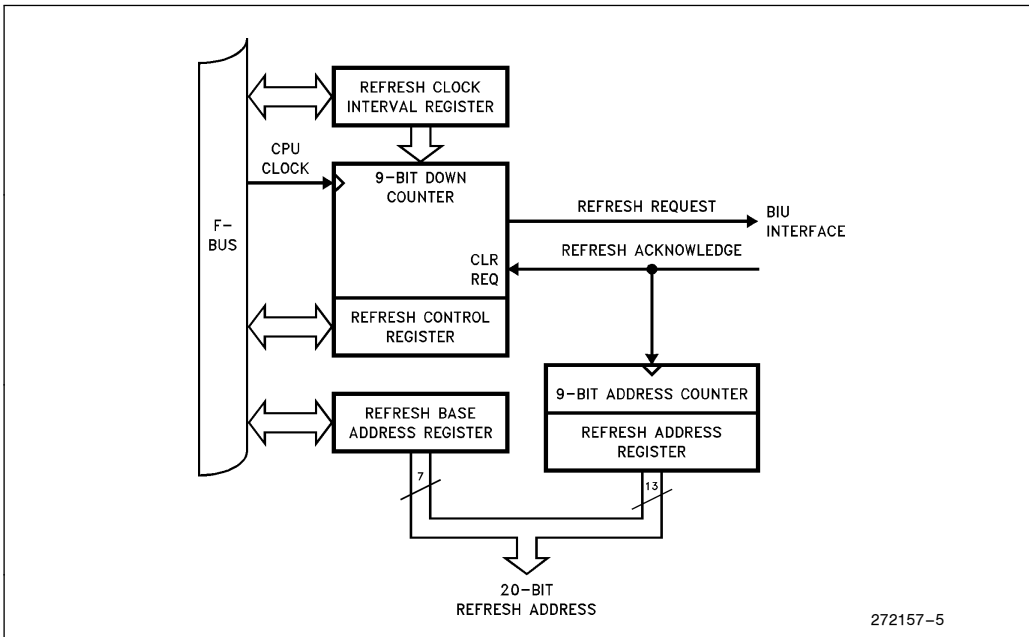 REFRESH CLOCK
INTERVAL REGISTER
CPU
CLOCK
9-BIT DOWN
COUNTER
REFRESH REQUEST
BIU
INTERFACE
F-
BUS
REFRESH ACKNOWLEDGE
CLR
REQ
REFRESH CONTROL
REGISTER
9-BIT ADDRESS COUNTER
REFRESH BASE
ADDRESS REGISTER
REFRESH ADDRESS
REGISTER
7
13
20-BIT
REFRESH ADDRESS
272157-5